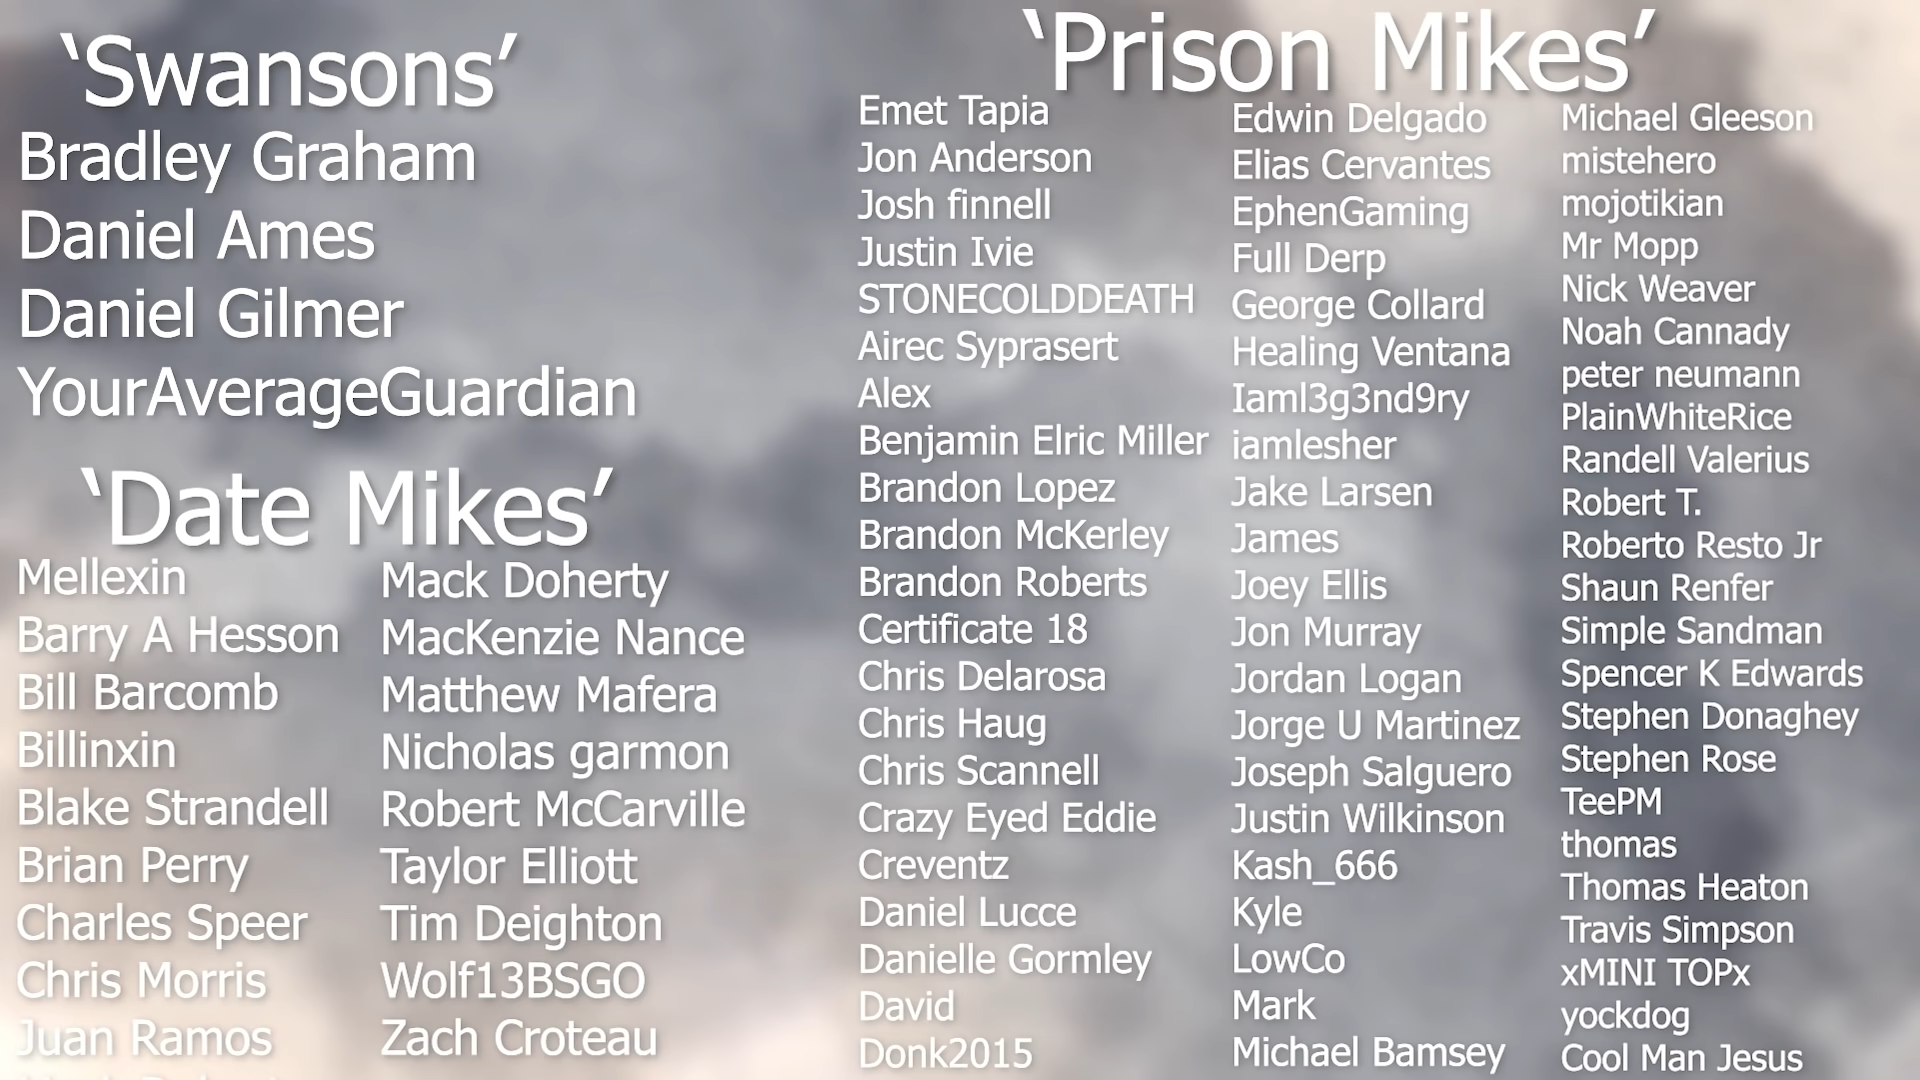 ‘Swansons’
Bradley Graham
Daniel Ames
Daniel Gilmer
YourAverageGuardian
‘Date Mikes’
Mellexin
Barry A Hesson
Bill Barcomb
Billinxin
Blake Strandell
Brian Perry
Charles Speer
Chris Morris
Juan Ramos
Mack Doherty
MacKenzie Nance
Matthew Mafera
Nicholas garmon
Robert McCarville
Taylor Elliott
Tim Deighton
Wolf13BSGO
Zach Croteau
‘Prison Mikes’
Emet Tapia
Jon Anderson
Josh finnell
Justin Ivie
STONECOLDDEATH
Airec Syprasert
Alex
Benjamin Elric Miller
Brandon Lopez
Brandon McKerley
Brandon Roberts
Certificate 18
Chris Delarosa
Chris Haug
Chris Scannell
Crazy Eyed Eddie
Creventz
Daniel Lucce
Danielle Gormley
David
Donk2015
Edwin Delgado
Elias Cervantes
EphenGaming
Full Derp
George Collard
Healing Ventana
Iaml3g3nd9ry
iamlesher
Jake Larsen
James
Joey Ellis
Jon Murray
Jordan Logan
Jorge U Martinez
Joseph Salguero
Justin Wilkinson
Kash_666
Kyle
LowCo
Mark
Michael Bamsey
Michael Gleeson
mistehero
mojotikian
Mr Mopp
Nick Weaver
Noah Cannady
peter neumann
PlainWhiteRice
Randell Valerius
Robert T.
Roberto Resto Jr
Shaun Renfer
Simple Sandman
Spencer K Edwards
Stephen Donaghey
Stephen Rose
TeePM
thomas
Thomas Heaton
Travis Simpson
xMINI TOPx
yockdog
Cool Man Jesus